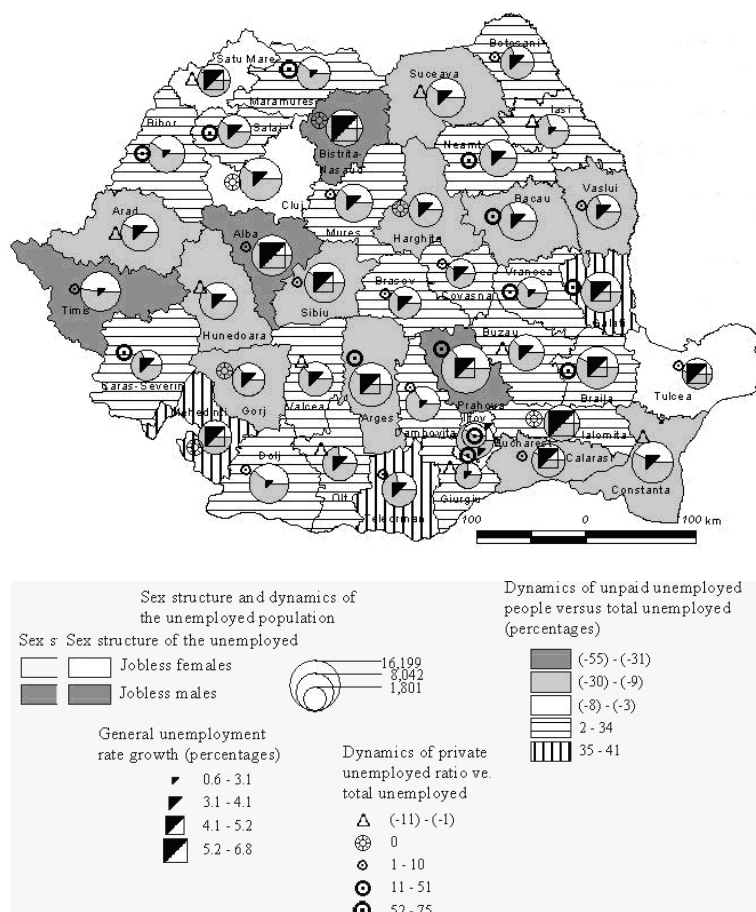 Botosani
Satu Mare
Suceava
Maramures
Iasi
Bihor
Salaj
Neamt
Bistrita-
Nasaud
Cluj
Vaslui
Bacau
Arad
Mures
Harghita
Alba
Timis
Brasov
Vrancea
Covasna
Sibiu
Hunedoara
Galati
Buzau
Caras-Severin
Gorj
Valcea
Arges
Prahova
Braila
Tulcea
Mehedinti
Dambovita
Ilfov
Ialomita
Bucharest
Calaras
Dolj
Olt
Giurgiu
Constanta
Teleorman
100 0 100 km
Sex structure and dynamics of
the unemployed population
Sex s Sex structure of the unemployed
Jobless females
Jobless males
16,199
8,042
1,801
General unemployment
rate growth (percentages)
0.6 - 3.1
3.1 - 4.1
4.1 - 5.2
5.2 - 6.8
Dynamics of private
unemployed ratio ve.
total unemployed
(-11) - (-1)
0
1 - 10
11 - 51
52 - 75
Dynamics of unpaid unemployed
people versus total unemployed
(percentages)
(-55) - (-31)
(-30) - (-9)
(-8) - (-3)
2 - 34
35 - 41